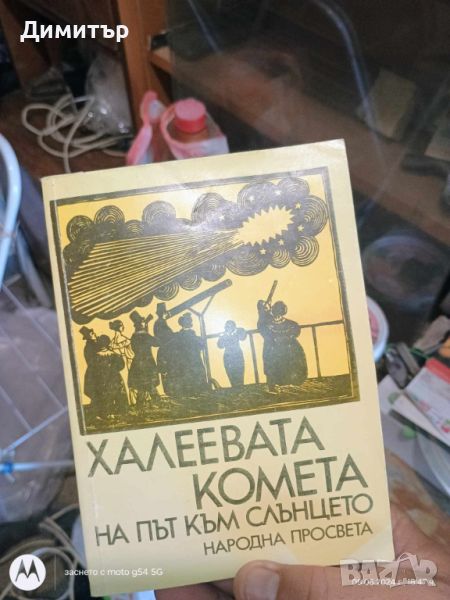 Димитър
ХАЛЕЕВАТА
КОМЕТА
НА ПЪТ КЪМ СЛЪНЦЕТО
НАРОДНА ПРОСВЕТА
заснето с moto g54 5G